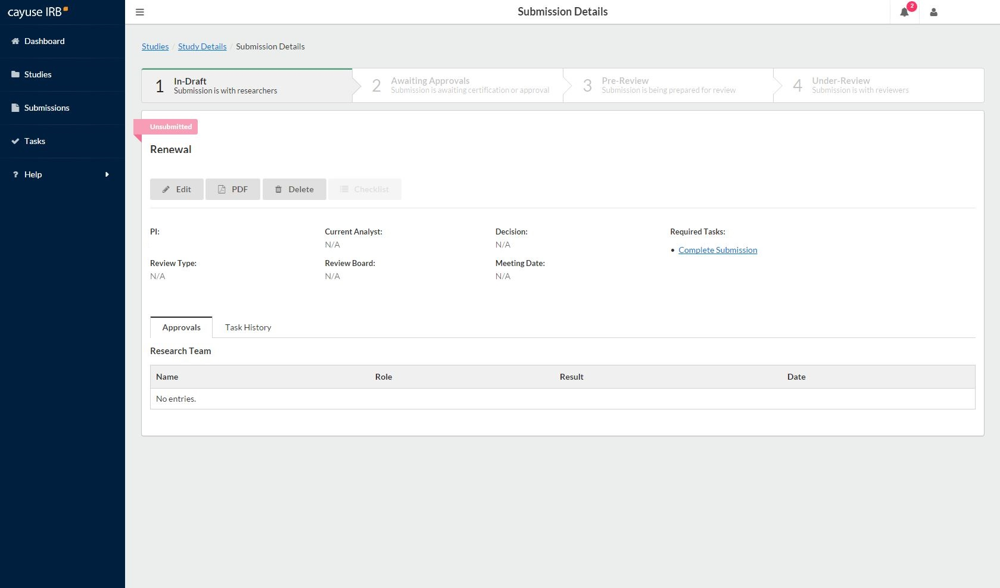 cayuse IRB
Submission Details
2
Dashboard
Studies
Submissions
Tasks
? Help
Studies / Study Details / Submission Details
1 In-Draft
Submission is with researchers
2 Awaiting Approvals
Submission is awaiting certification or approval
3 Pre-Review
Submission is being prepared for review
4 Under-Review
Submission is with reviewers
Unsubmitted
Renewal
Edit PDF Delete Checklist
PI:
Current Analyst:
N/A
Decision:
N/A
Required Tasks:
• Complete Submission
Review Type:
N/A
Review Board:
N/A
Meeting Date:
N/A
Approvals Task History
Research Team
Name Role Result Date
No entries.